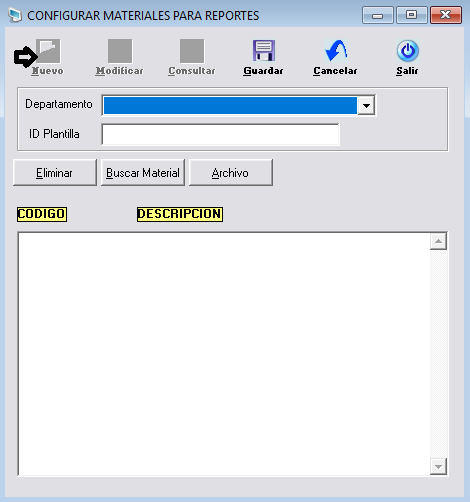 CONFIGURAR MATERIALES PARA REPORTES
Nuevo Modificar Consultar Guardar Cancelar Salir
Departamento
ID Plantilla
Eliminar Buscar Material Archivo
CODIGO DESCRIPCION